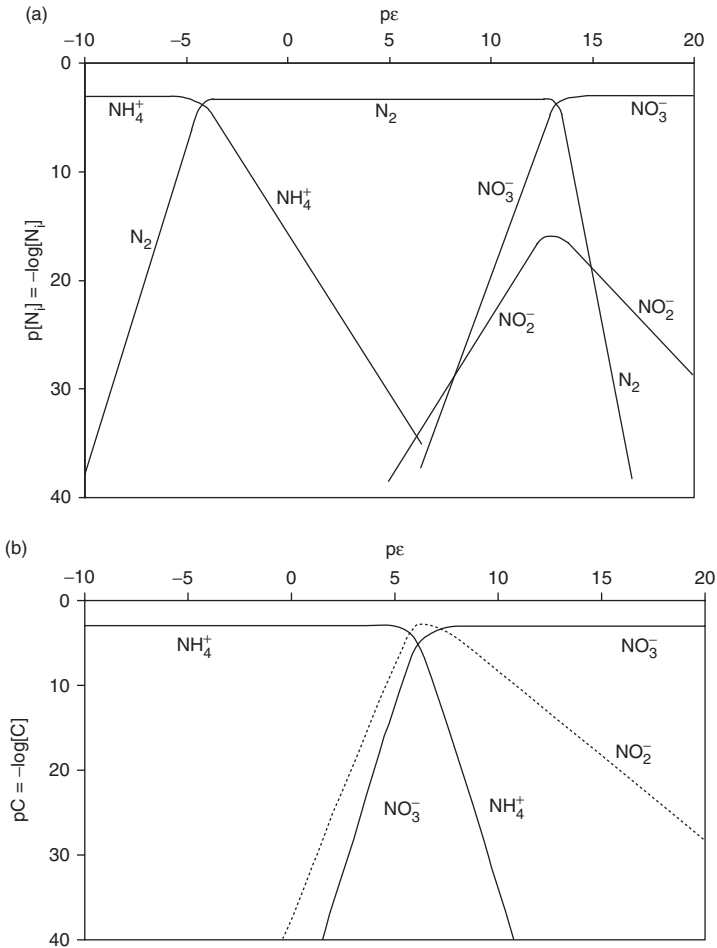 (a)
pε
−10 −5 0 5 10 15 20
0
10
20
30
40
p[Nᵢ] = −log[Nᵢ]
NH₄⁺
N₂
NO₃⁻
N₂
NH₄⁺
NO₃⁻
NO₂⁻
NO₂⁻
N₂
(b)
pε
−10 −5 0 5 10 15 20
0
10
20
30
40
pC = −log[C]
NH₄⁺
NO₃⁻
NO₂⁻
NO₃⁻
NH₄⁺